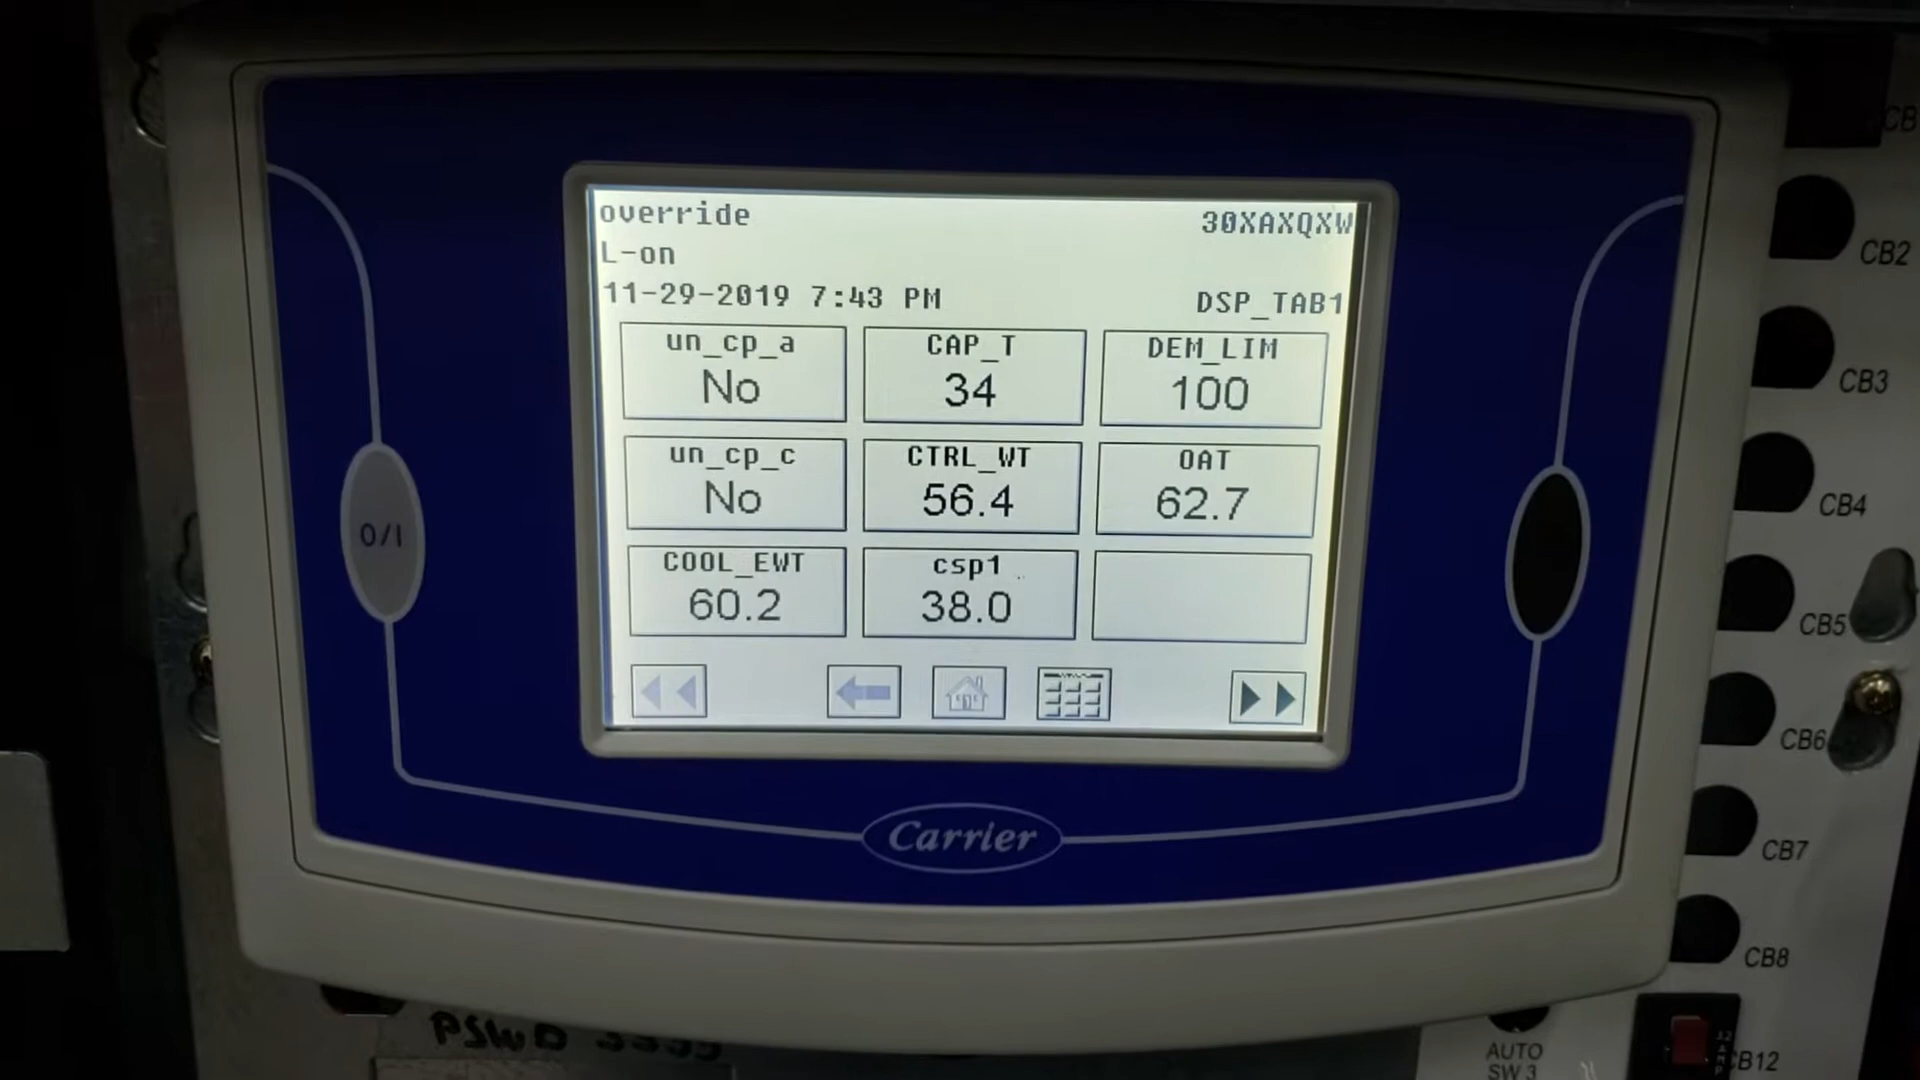 override
30XAXQXW
L-on
11-29-2019 7:43 PM
DSP_TAB1
un_cp_a
No
CAP_T
34
DEM_LIM
100
un_cp_c
No
CTRL_WT
56.4
OAT
62.7
COOL_EWT
60.2
csp1
38.0
O/I
Carrier
CB
CB2
CB3
CB4
CB5
CB6
CB7
CB8
CB12
AUTO
SW 3
PSWD